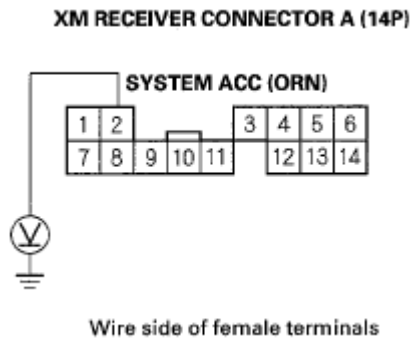 XM RECEIVER CONNECTOR A (14P)
SYSTEM ACC (ORN)
1 2 3 4 5 6
7 8 9 10 11 12 13 14
V
Wire side of female terminals